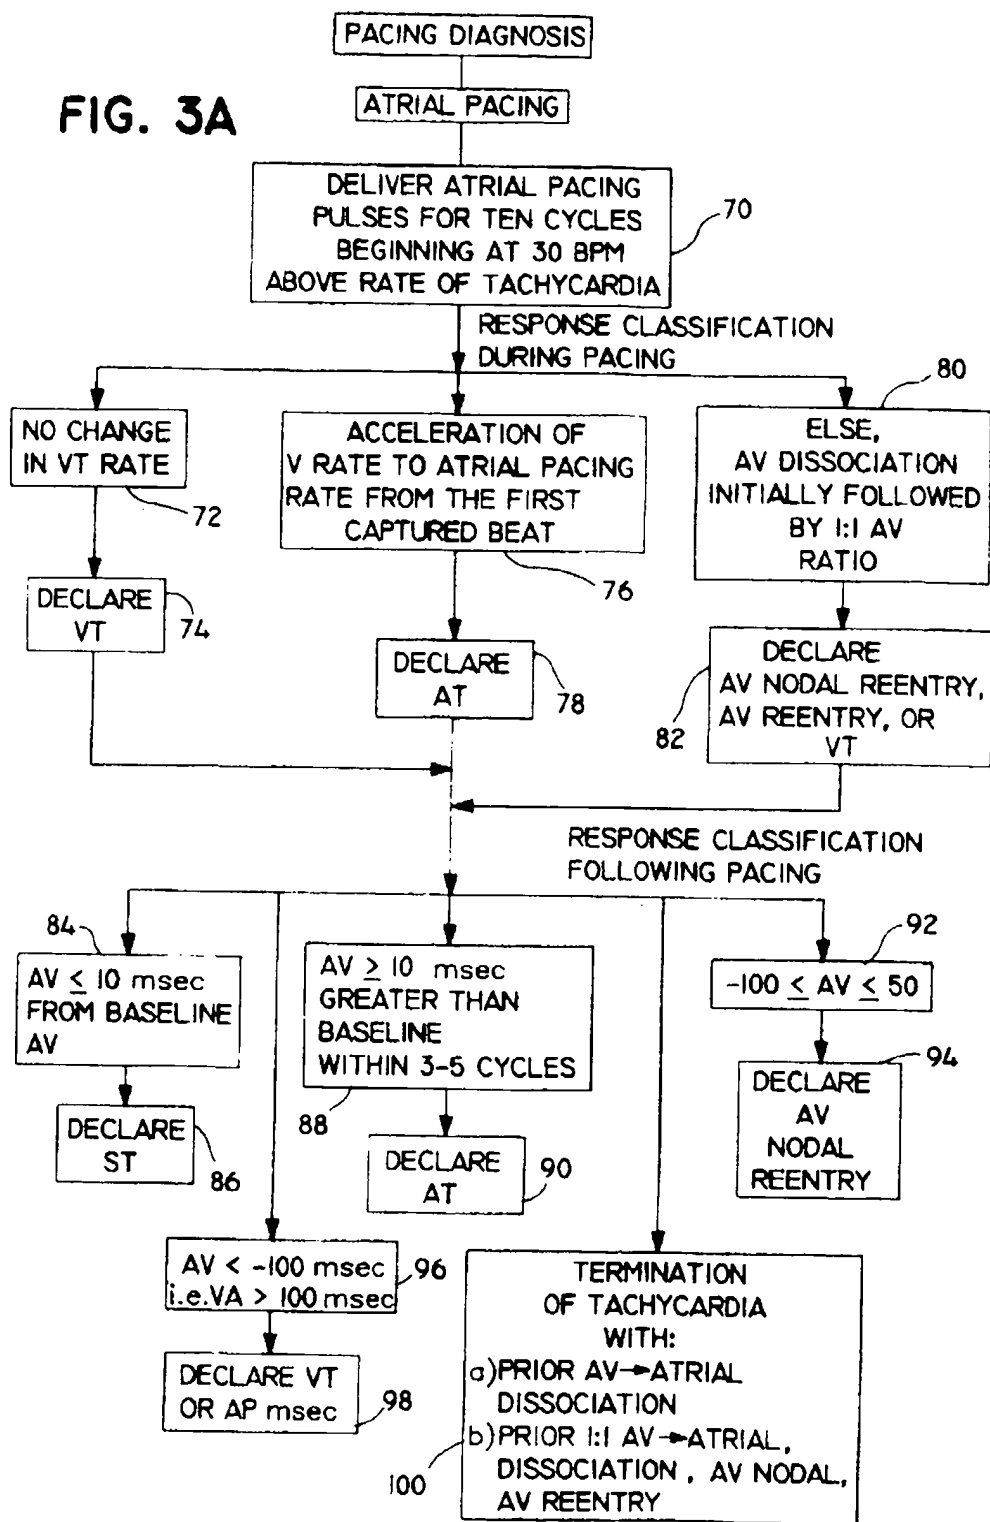 PACING DIAGNOSIS
FIG. 3A
ATRIAL PACING
DELIVER ATRIAL PACING
PULSES FOR TEN CYCLES
BEGINNING AT 30 BPM
ABOVE RATE OF TACHYCARDIA
70
RESPONSE CLASSIFICATION
DURING PACING
NO CHANGE
IN VT RATE
72
ACCELERATION OF
V RATE TO ATRIAL PACING
RATE FROM THE FIRST
CAPTURED BEAT
76
80
ELSE,
AV DISSOCIATION
INITIALLY FOLLOWED
BY 1:1 AV
RATIO
DECLARE
VT
74
DECLARE
AT
78
DECLARE
AV NODAL REENTRY,
AV REENTRY, OR
VT
82
RESPONSE CLASSIFICATION
FOLLOWING PACING
84
AV ≤ 10 msec
FROM BASELINE
AV
AV ≥ 10 msec
GREATER THAN
BASELINE
WITHIN 3-5 CYCLES
88
92
-100 ≤ AV ≤ 50
DECLARE
ST
86
DECLARE
AT
90
94
DECLARE
AV
NODAL
REENTRY
AV < -100 msec
i.e.VA > 100 msec
96
DECLARE VT
OR AP msec
98
TERMINATION
OF TACHYCARDIA
WITH:
a)PRIOR AV→ATRIAL
DISSOCIATION
b)PRIOR 1:1 AV→ATRIAL,
DISSOCIATION, AV NODAL,
AV REENTRY
100